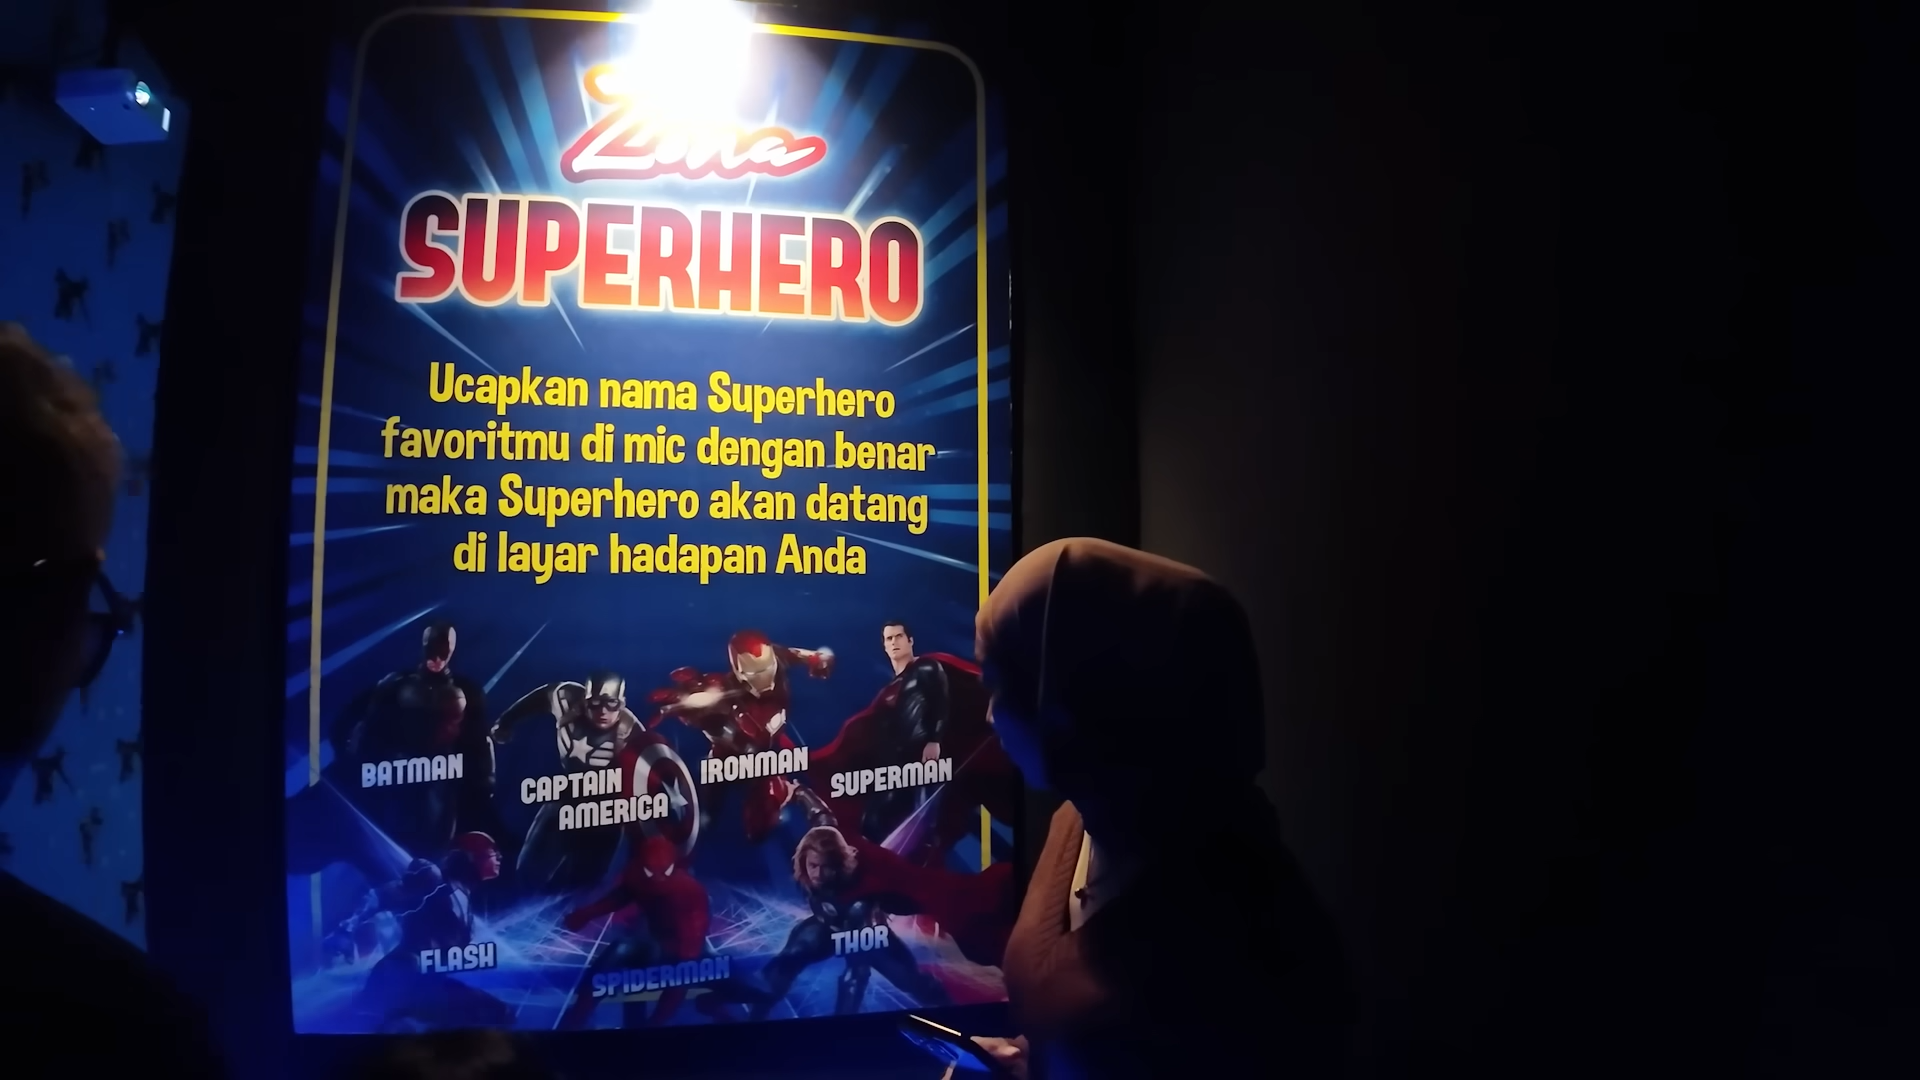 Zona
SUPERHERO
Ucapkan nama Superhero
favoritmu di mic dengan benar
maka Superhero akan datang
di layar hadapan Anda
BATMAN
CAPTAIN
AMERICA
IRONMAN
SUPERMAN
FLASH
SPIDERMAN
THOR